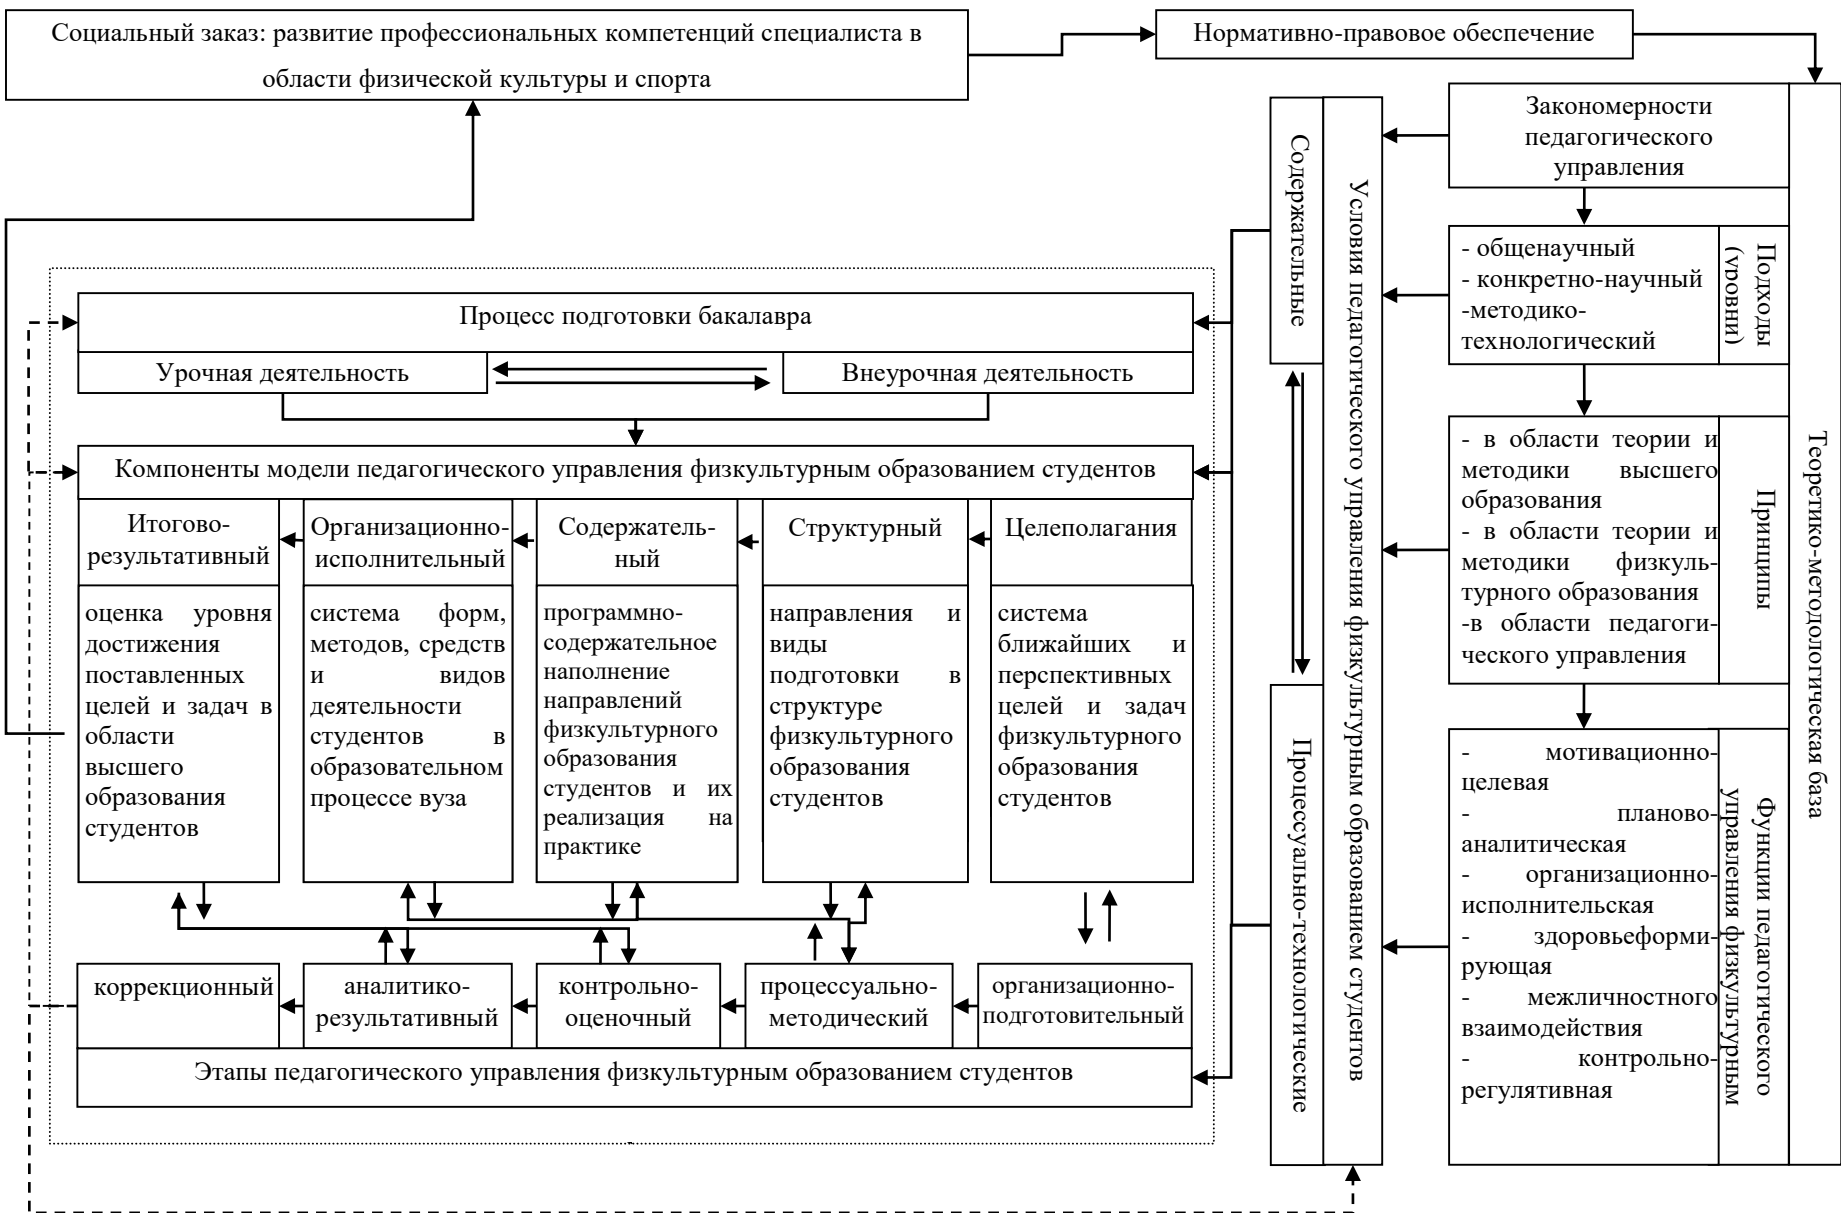 Социальный заказ: развитие профессиональных компетенций специалиста в
области физической культуры и спорта
Нормативно-правовое обеспечение
Теоретико-методологическая база
Закономерности
педагогического
управления
Подходы
(уровни)
- общенаучный
- конкретно-научный
-методико-
технологический
Принципы
- в области теории и
методики высшего
образования
- в области теории и
методики физкуль-
турного образования
-в области педагоги-
ческого управления
Функции педагогического
управления физкультурным
- мотивационно-
целевая
- планово-
аналитическая
- организационно-
исполнительская
- здоровьеформи-
рующая
- межличностного
взаимодействия
- контрольно-
регулятивная
Условия педагогического управления физкультурным образованием студентов
Содержательные
Процессуально-технологические
Процесс подготовки бакалавра
Урочная деятельность
Внеурочная деятельность
Компоненты модели педагогического управления физкультурным образованием студентов
Итогово-
результативный
Организационно-
исполнительный
Содержатель-
ный
Структурный
Целеполагания
оценка уровня
достижения
поставленных
целей и задач в
области
высшего
образования
студентов
система форм,
методов, средств
и видов
деятельности
студентов в
образовательном
процессе вуза
программно-
содержательное
наполнение
направлений
физкультурного
образования
студентов и их
реализация на
практике
направления и
виды
подготовки в
структуре
физкультурного
образования
студентов
система
ближайших и
перспективных
целей и задач
физкультурного
образования
студентов
коррекционный
аналитико-
результативный
контрольно-
оценочный
процессуально-
методический
организационно-
подготовительный
Этапы педагогического управления физкультурным образованием студентов